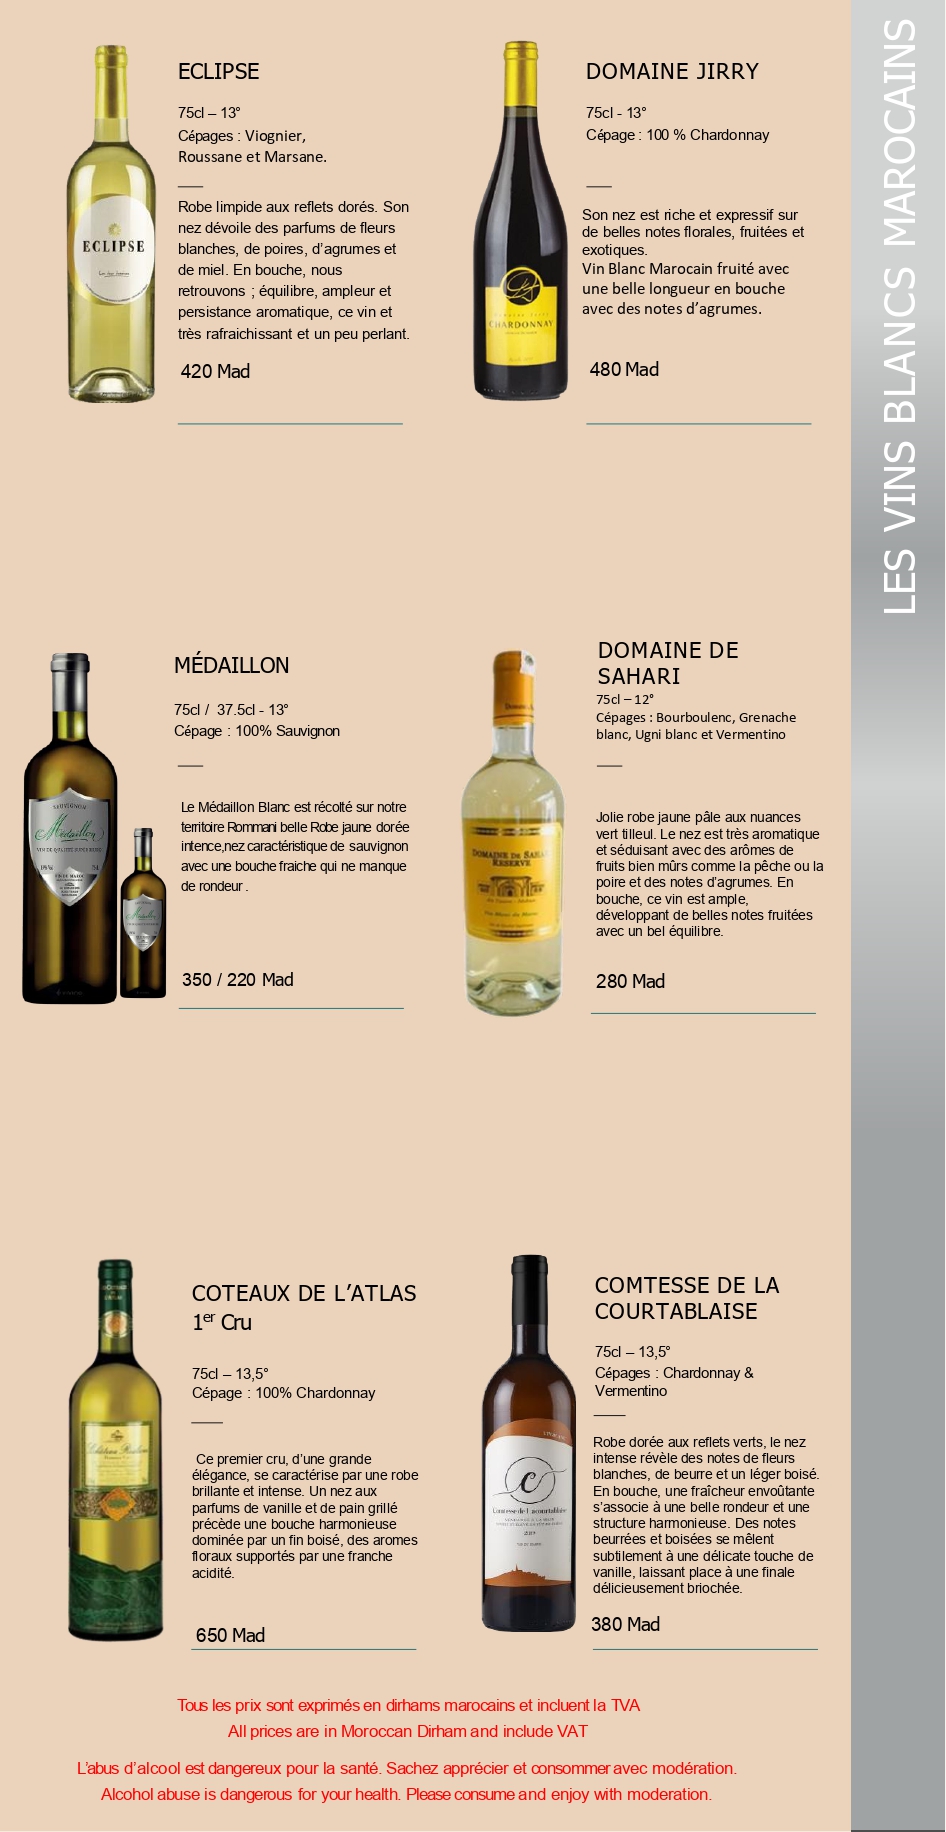 LES VINS BLANCS MAROCAINS
ECLIPSE
75cl – 13°
Cépages : Viognier,
Roussane et Marsane.
Robe limpide aux reflets dorés. Son
nez dévoile des parfums de fleurs
blanches, de poires, d'agrumes et
de miel. En bouche, nous
retrouvons ; équilibre, ampleur et
persistance aromatique, ce vin et
très rafraichissant et un peu perlant.
420 Mad
ECLIPSE
DOMAINE JIRRY
75cl - 13°
Cépage : 100 % Chardonnay
Son nez est riche et expressif sur
de belles notes florales, fruitées et
exotiques.
Vin Blanc Marocain fruité avec
une belle longueur en bouche
avec des notes d'agrumes.
480 Mad
CHARDONNAY
MÉDAILLON
75cl / 37.5cl - 13°
Cépage : 100% Sauvignon
Le Médaillon Blanc est récolté sur notre
territoire Rommani belle Robe jaune dorée
intence,nez caractéristique de sauvignon
avec une bouche fraiche qui ne manque
de rondeur .
350 / 220 Mad
SAUVIGNON
Médaillon
Médaillon
DOMAINE DE
SAHARI
75cl – 12°
Cépages : Bourboulenc, Grenache
blanc, Ugni blanc et Vermentino
Jolie robe jaune pâle aux nuances
vert tilleul. Le nez est très aromatique
et séduisant avec des arômes de
fruits bien mûrs comme la pêche ou la
poire et des notes d'agrumes. En
bouche, ce vin est ample,
développant de belles notes fruitées
avec un bel équilibre.
280 Mad
DOMAINE DE SAHARI
RESERVE
COTEAUX DE L'ATLAS
1er Cru
75cl – 13,5°
Cépage : 100% Chardonnay
Ce premier cru, d'une grande
élégance, se caractérise par une robe
brillante et intense. Un nez aux
parfums de vanille et de pain grillé
précède une bouche harmonieuse
dominée par un fin boisé, des aromes
floraux supportés par une franche
acidité.
650 Mad
COMTESSE DE LA
COURTABLAISE
75cl – 13,5°
Cépages : Chardonnay &
Vermentino
Robe dorée aux reflets verts, le nez
intense révèle des notes de fleurs
blanches, de beurre et un léger boisé.
En bouche, une fraîcheur envoûtante
s'associe à une belle rondeur et une
structure harmonieuse. Des notes
beurrées et boisées se mêlent
subtilement à une délicate touche de
vanille, laissant place à une finale
délicieusement briochée.
380 Mad
C
Comtesse de Lacourtablaise
Tous les prix sont exprimés en dirhams marocains et incluent la TVA
All prices are in Moroccan Dirham and include VAT
L'abus d'alcool est dangereux pour la santé. Sachez apprécier et consommer avec modération.
Alcohol abuse is dangerous for your health. Please consume and enjoy with moderation.